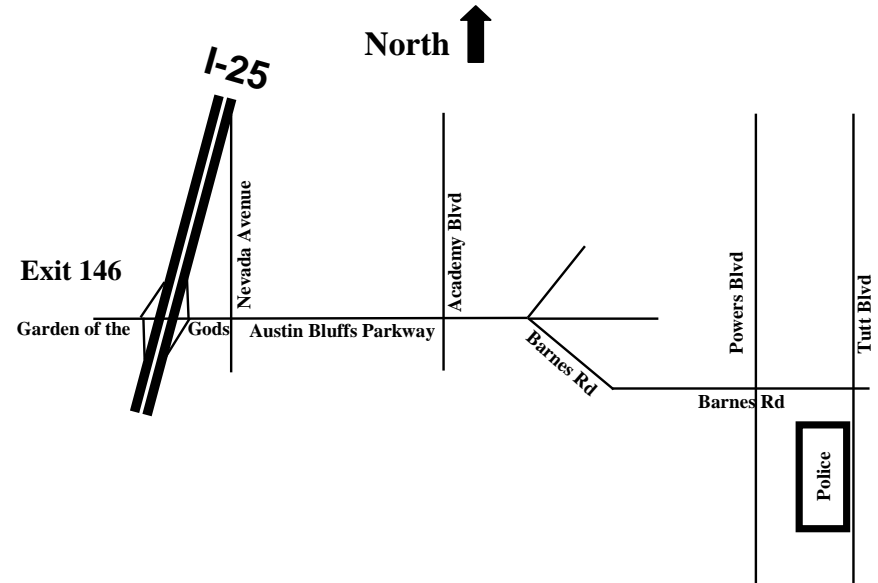 I-25
North
Nevada Avenue
Academy Blvd
Exit 146
Powers Blvd
Tutt Blvd
Garden of the Gods
Austin Bluffs Parkway
Barnes Rd
Barnes Rd
Police